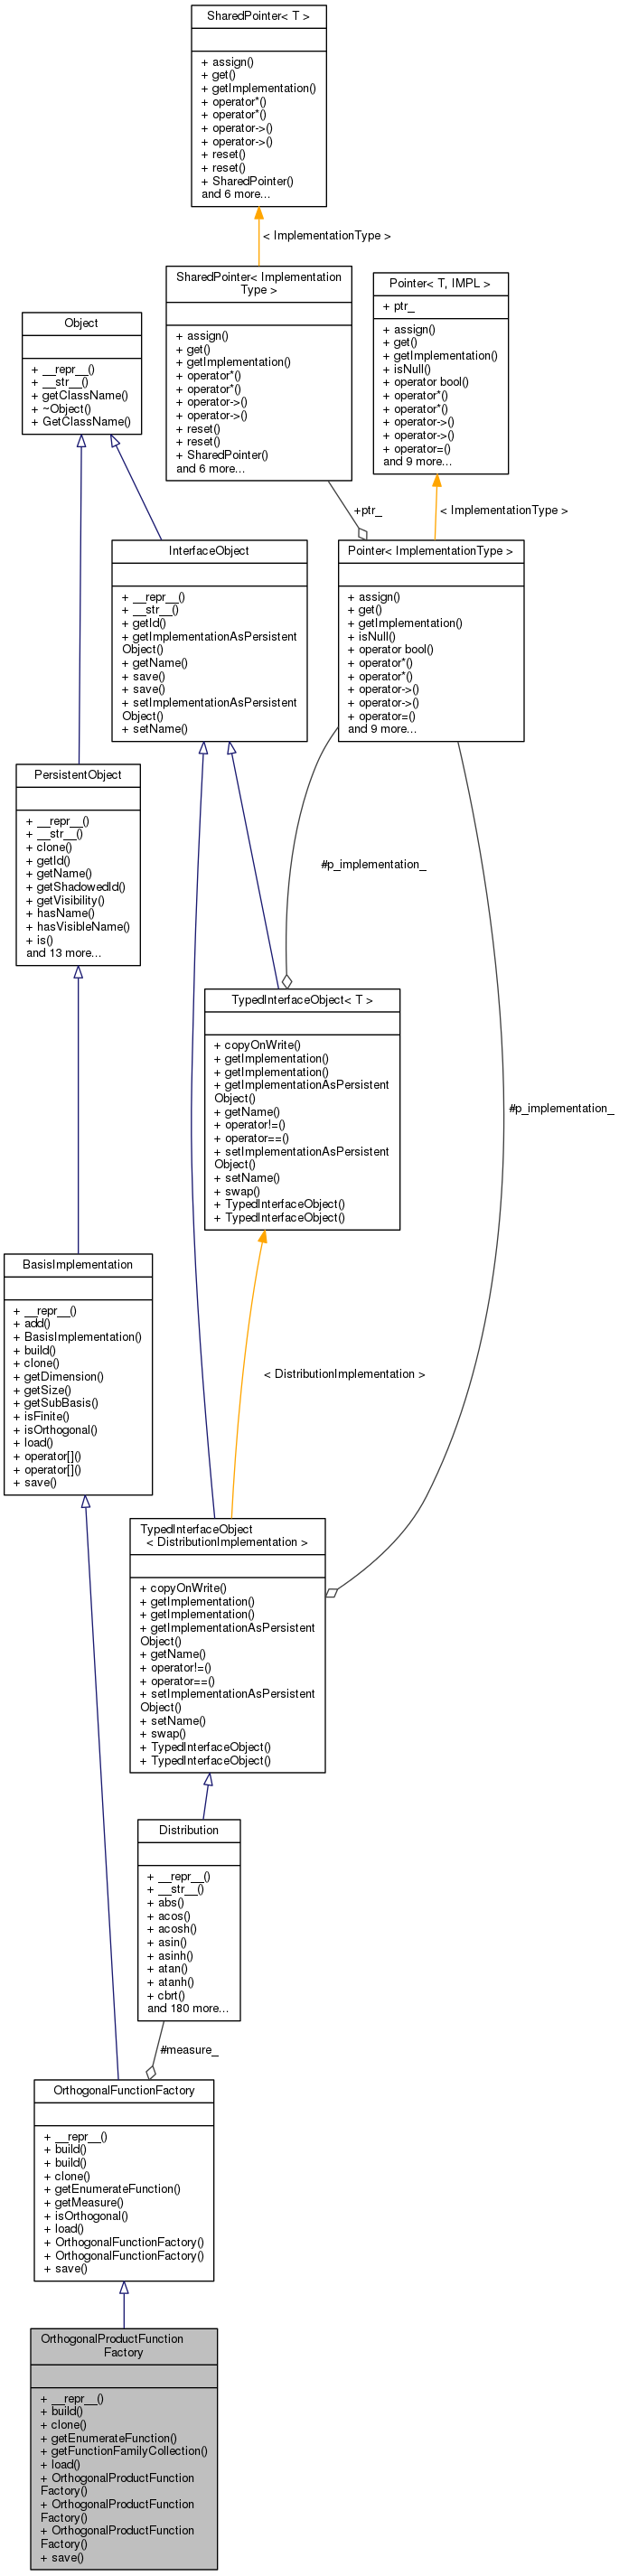 SharedPointer< T >
+ assign()
+ get()
+ getImplementation()
+ operator*()
+ operator*()
+ operator->()
+ operator->()
+ reset()
+ reset()
+ SharedPointer()
and 6 more...
< ImplementationType >
SharedPointer< Implementation
Type >
+ assign()
+ get()
+ getImplementation()
+ operator*()
+ operator*()
+ operator->()
+ operator->()
+ reset()
+ reset()
+ SharedPointer()
and 6 more...
Pointer< T, IMPL >
+ ptr_
+ assign()
+ get()
+ getImplementation()
+ isNull()
+ operator bool()
+ operator*()
+ operator*()
+ operator->()
+ operator->()
+ operator=()
and 9 more...
Object
+ __repr__()
+ __str__()
+ getClassName()
+ ~Object()
+ GetClassName()
+ptr_
< ImplementationType >
InterfaceObject
+ __repr__()
+ __str__()
+ getId()
+ getImplementationAsPersistent
Object()
+ getName()
+ save()
+ save()
+ setImplementationAsPersistent
Object()
+ setName()
Pointer< ImplementationType >
+ assign()
+ get()
+ getImplementation()
+ isNull()
+ operator bool()
+ operator*()
+ operator*()
+ operator->()
+ operator->()
+ operator=()
and 9 more...
PersistentObject
+ __repr__()
+ __str__()
+ clone()
+ getId()
+ getName()
+ getShadowedId()
+ getVisibility()
+ hasName()
+ hasVisibleName()
+ is()
and 13 more...
#p_implementation_
TypedInterfaceObject< T >
+ copyOnWrite()
+ getImplementation()
+ getImplementation()
+ getImplementationAsPersistent
Object()
+ getName()
+ operator!=()
+ operator==()
+ setImplementationAsPersistent
Object()
+ setName()
+ swap()
+ TypedInterfaceObject()
+ TypedInterfaceObject()
#p_implementation_
BasisImplementation
+ __repr__()
+ add()
+ BasisImplementation()
+ build()
+ clone()
+ getDimension()
+ getSize()
+ getSubBasis()
+ isFinite()
+ isOrthogonal()
+ load()
+ operator[]()
+ operator[]()
+ save()
< DistributionImplementation >
TypedInterfaceObject
< DistributionImplementation >
+ copyOnWrite()
+ getImplementation()
+ getImplementation()
+ getImplementationAsPersistent
Object()
+ getName()
+ operator!=()
+ operator==()
+ setImplementationAsPersistent
Object()
+ setName()
+ swap()
+ TypedInterfaceObject()
+ TypedInterfaceObject()
Distribution
+ __repr__()
+ __str__()
+ abs()
+ acos()
+ acosh()
+ asin()
+ asinh()
+ atan()
+ atanh()
+ cbrt()
and 180 more...
#measure_
OrthogonalFunctionFactory
+ __repr__()
+ build()
+ build()
+ clone()
+ getEnumerateFunction()
+ getMeasure()
+ isOrthogonal()
+ load()
+ OrthogonalFunctionFactory()
+ OrthogonalFunctionFactory()
+ save()
OrthogonalProductFunction
Factory
+ __repr__()
+ build()
+ clone()
+ getEnumerateFunction()
+ getFunctionFamilyCollection()
+ load()
+ OrthogonalProductFunction
Factory()
+ OrthogonalProductFunction
Factory()
+ OrthogonalProductFunction
Factory()
+ save()